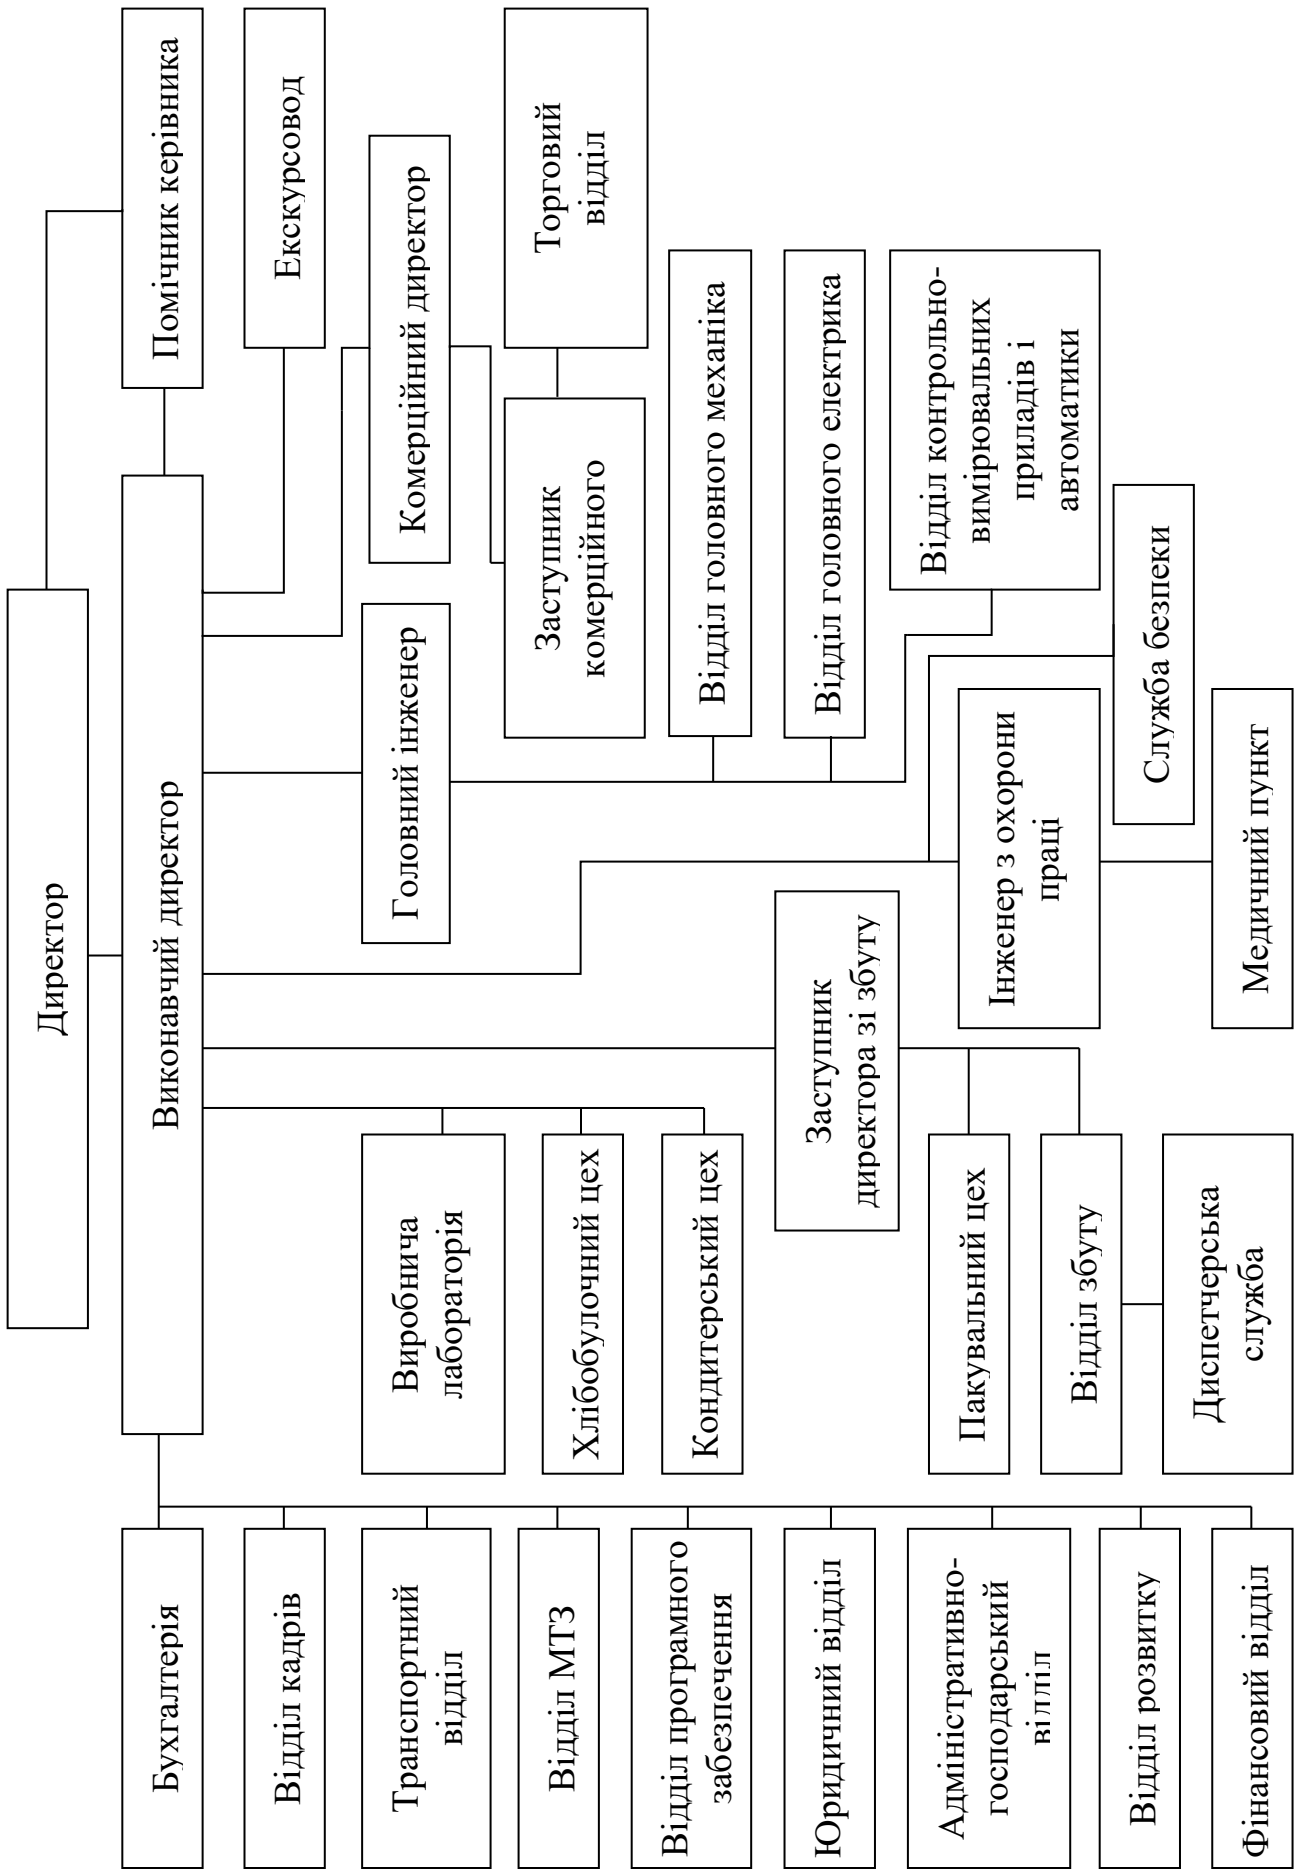 Директор
Виконавчий директор
Помічник керівника
Бухгалтерія
Відділ кадрів
Транспортний
відділ
Відділ МТЗ
Відділ програмного
забезпечення
Юридичний відділ
Адміністративно-
господарський
відділ
Відділ розвитку
Фінансовий відділ
Виробнича
лабораторія
Хлібобулочний цех
Кондитерський цех
Заступник
директора зі збуту
Пакувальний цех
Відділ збуту
Диспетчерська
служба
Інженер з охорони
праці
Служба безпеки
Медичний пункт
Головний інженер
Відділ головного механіка
Відділ головного електрика
Відділ контрольно-
вимірювальних
приладів і
автоматики
Комерційний директор
Заступник
комерційного
Торговий
відділ
Екскурсовод